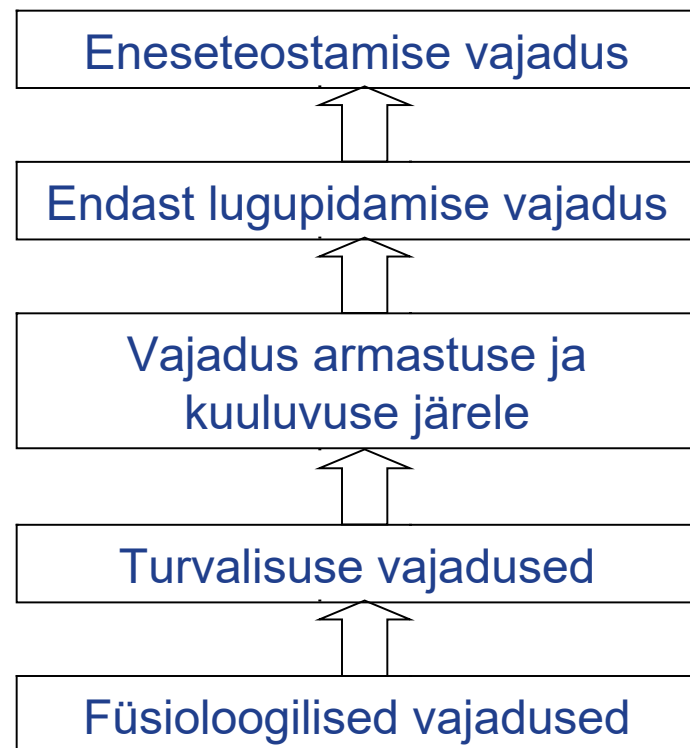 Eneseteostamise vajadus
Endast lugupidamise vajadus
Vajadus armastuse ja
kuuluvuse järele
Turvalisuse vajadused
Füsioloogilised vajadused